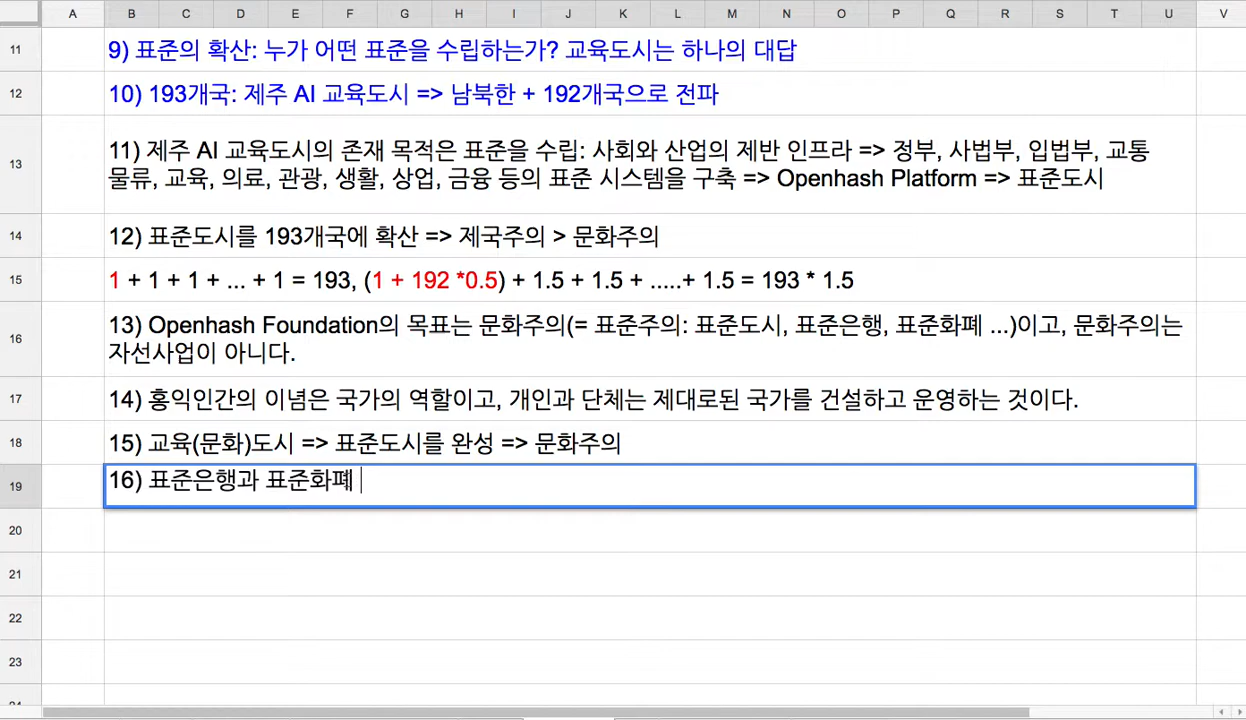 A B C D E F G H I J K L M N O P Q R S T U V
11 9) 표준의 확산: 누가 어떤 표준을 수립하는가? 교육도시는 하나의 대답
12 10) 193개국: 제주 AI 교육도시 => 남북한 + 192개국으로 전파
13 11) 제주 AI 교육도시의 존재 목적은 표준을 수립: 사회와 산업의 제반 인프라 => 정부, 사법부, 입법부, 교통
물류, 교육, 의료, 관광, 생활, 상업, 금융 등의 표준 시스템을 구축 => Openhash Platform => 표준도시
14 12) 표준도시를 193개국에 확산 => 제국주의 > 문화주의
15 1 + 1 + 1 + ... + 1 = 193, (1 + 192 *0.5) + 1.5 + 1.5 + .....+ 1.5 = 193 * 1.5
16 13) Openhash Foundation의 목표는 문화주의(= 표준주의: 표준도시, 표준은행, 표준화폐 ...)이고, 문화주의는
자선사업이 아니다.
17 14) 홍익인간의 이념은 국가의 역할이고, 개인과 단체는 제대로된 국가를 건설하고 운영하는 것이다.
18 15) 교육(문화)도시 => 표준도시를 완성 => 문화주의
19 16) 표준은행과 표준화폐
20
21
22
23